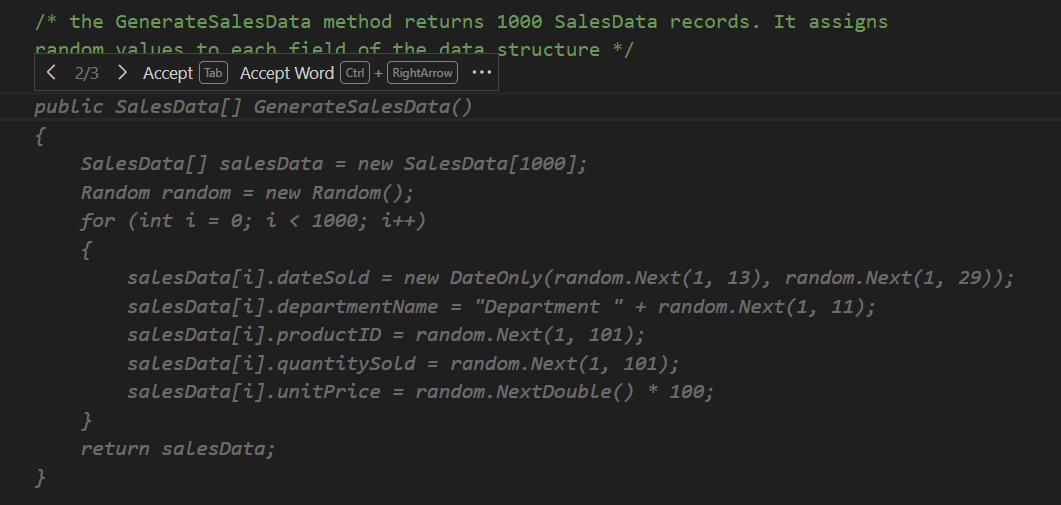 /* the GenerateSalesData method returns 1000 SalesData records. It assigns
random values to each field of the data structure */
< 2/3 > Accept Tab Accept Word Ctrl + RightArrow ···
public SalesData[] GenerateSalesData()
{
    SalesData[] salesData = new SalesData[1000];
    Random random = new Random();
    for (int i = 0; i < 1000; i++)
    {
        salesData[i].dateSold = new DateOnly(random.Next(1, 13), random.Next(1, 29));
        salesData[i].departmentName = "Department " + random.Next(1, 11);
        salesData[i].productID = random.Next(1, 101);
        salesData[i].quantitySold = random.Next(1, 101);
        salesData[i].unitPrice = random.NextDouble() * 100;
    }
    return salesData;
}